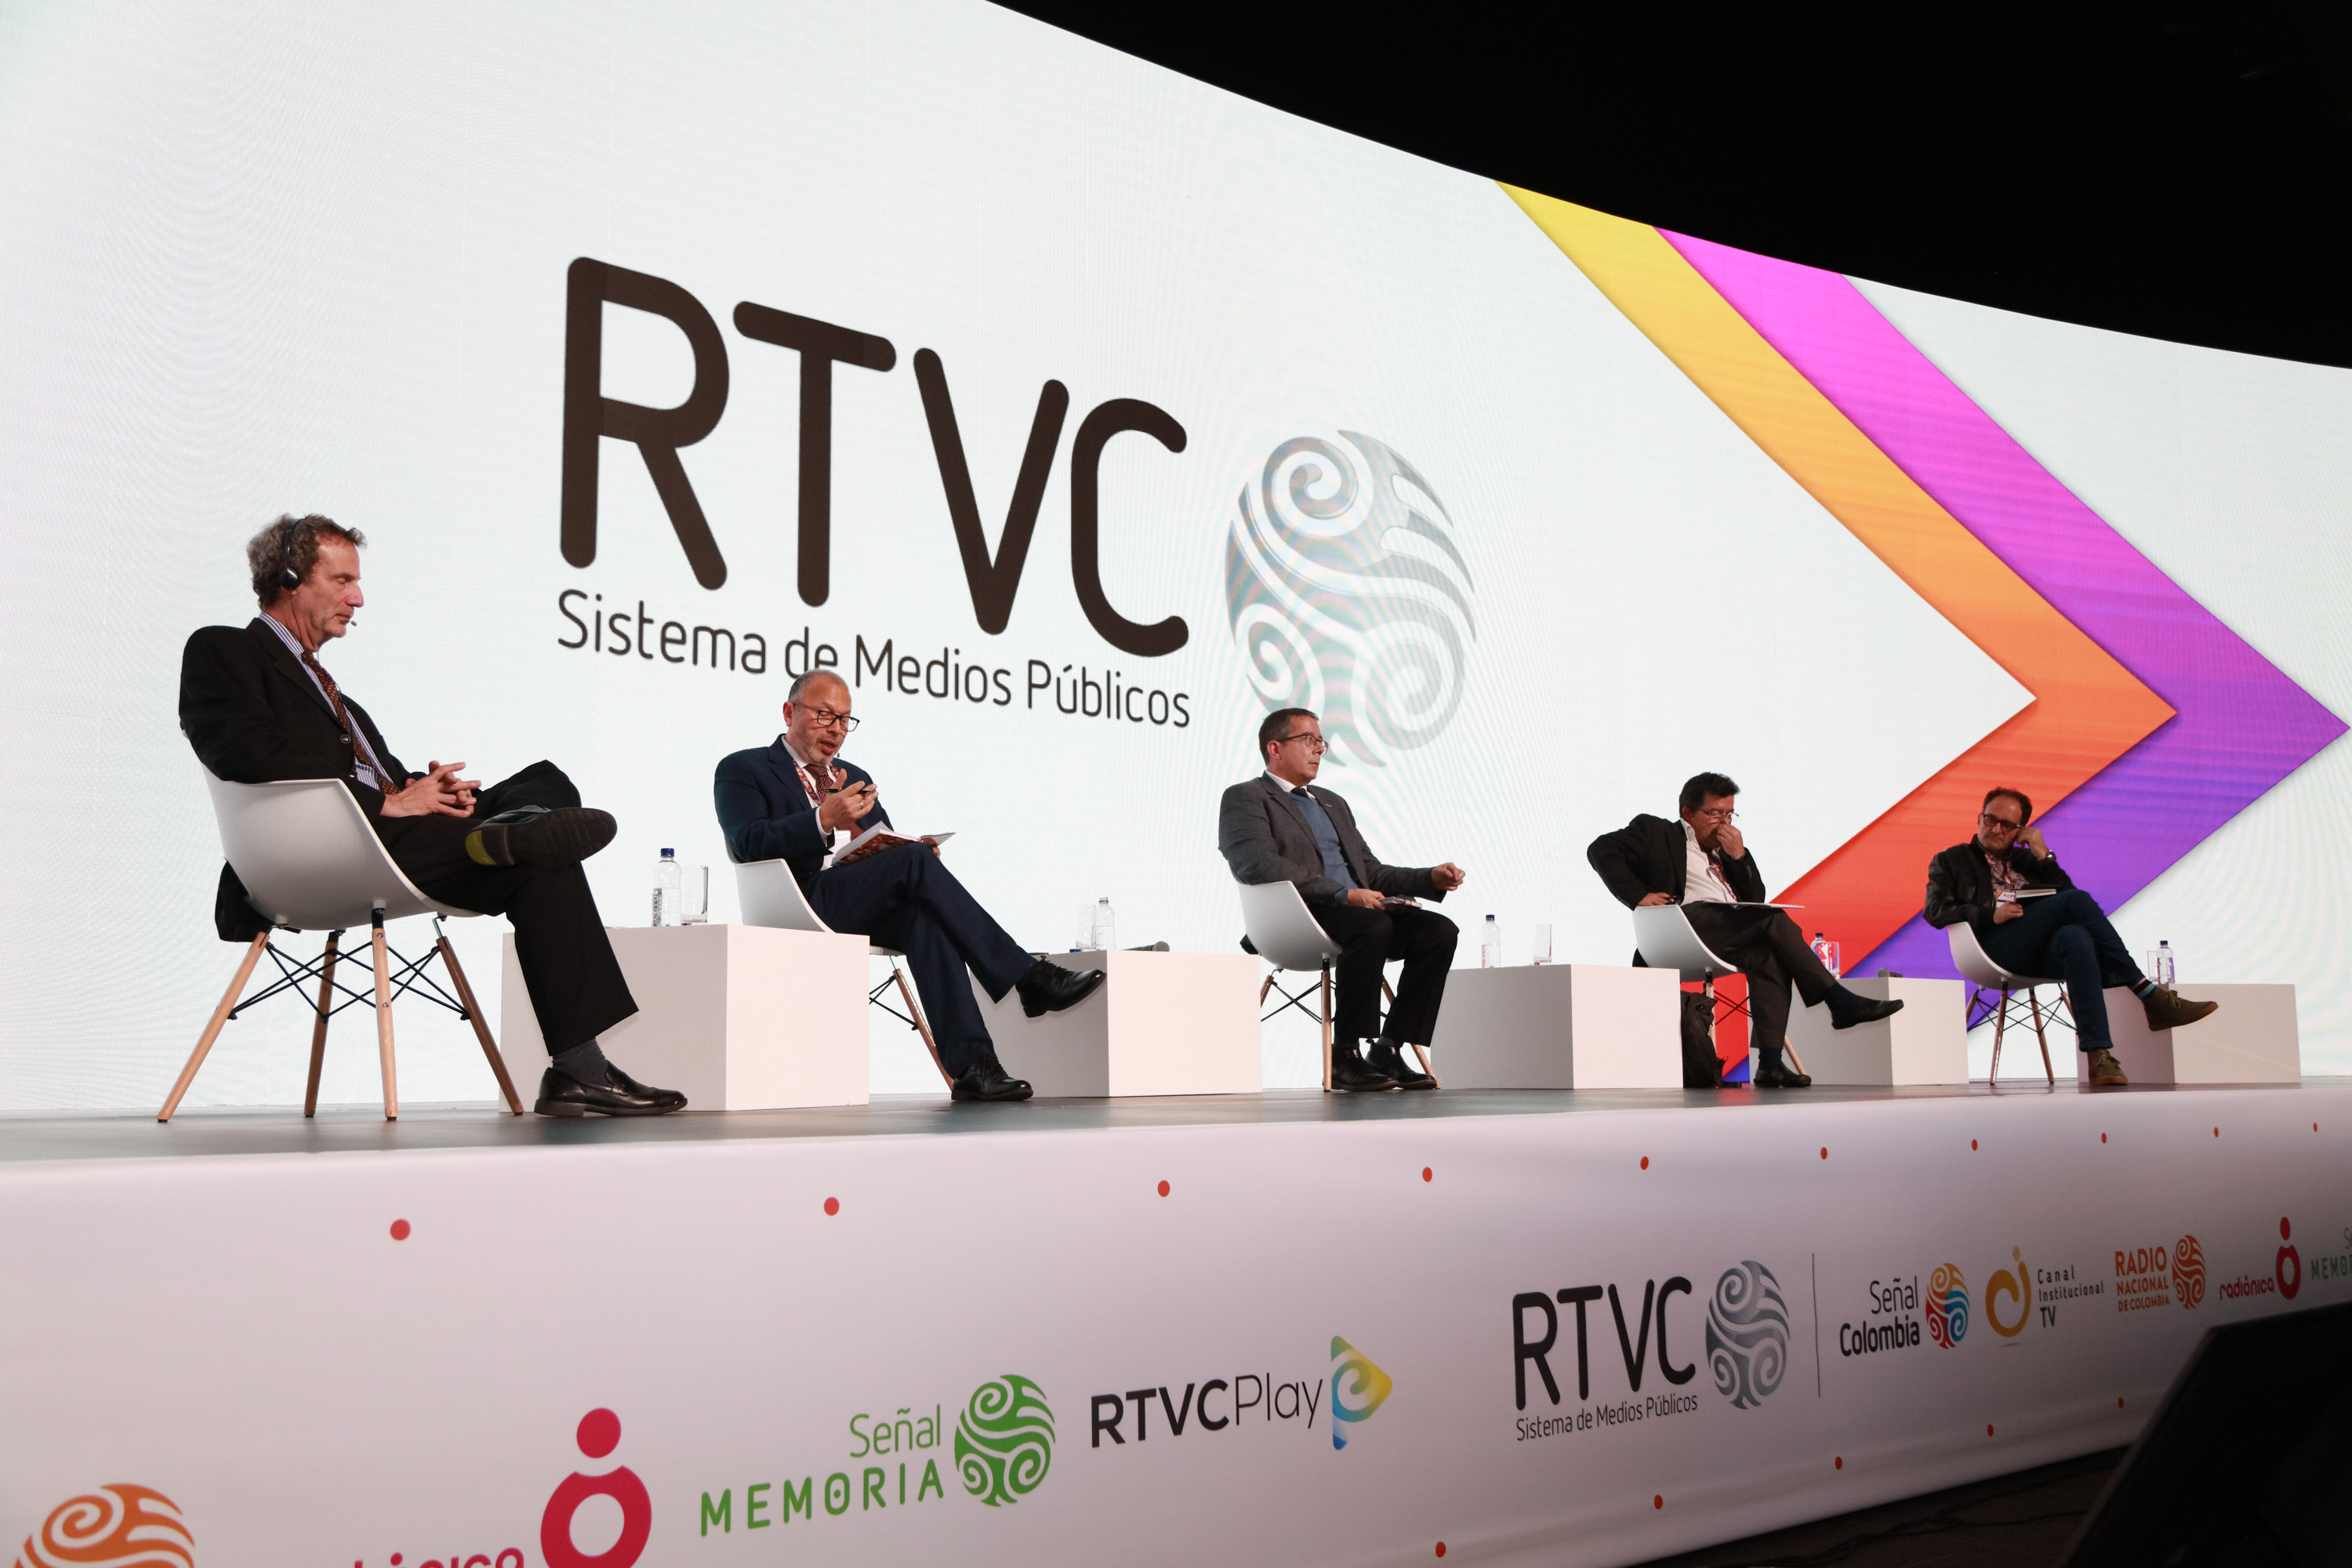 RTVC
Sistema de Medios Públicos
Señal
MEMORIA
RTVCPlay
RTVC
Sistema de Medios Públicos
Señal
Colombia
Canal
Institucional
TV
RADIO
NACIONAL
DE COLOMBIA
radiónica